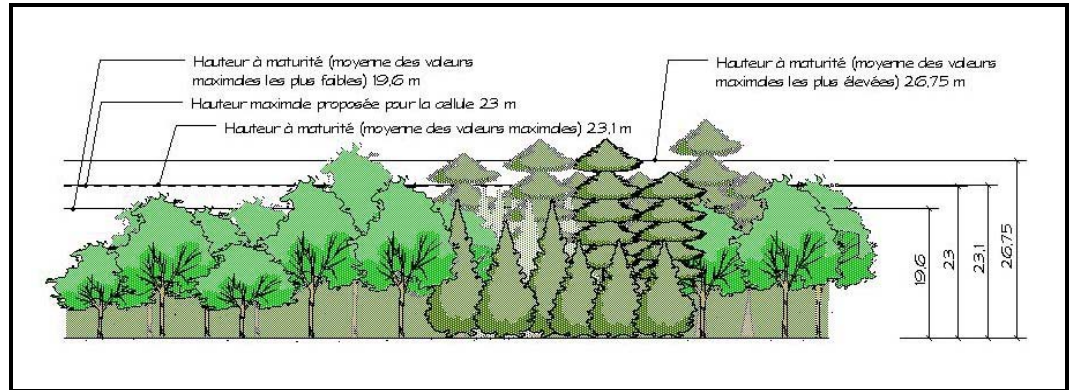 Hauteur à maturité (moyenne des valeurs
maximales les plus faibles) 19,6 m
Hauteur maximale proposée pour la cellule 23 m
Hauteur à maturité (moyenne des valeurs maximales) 23,1 m
Hauteur à maturité (moyenne des valeurs
maximales les plus élevées) 26,75 m
19,6
23
23,1
26,75